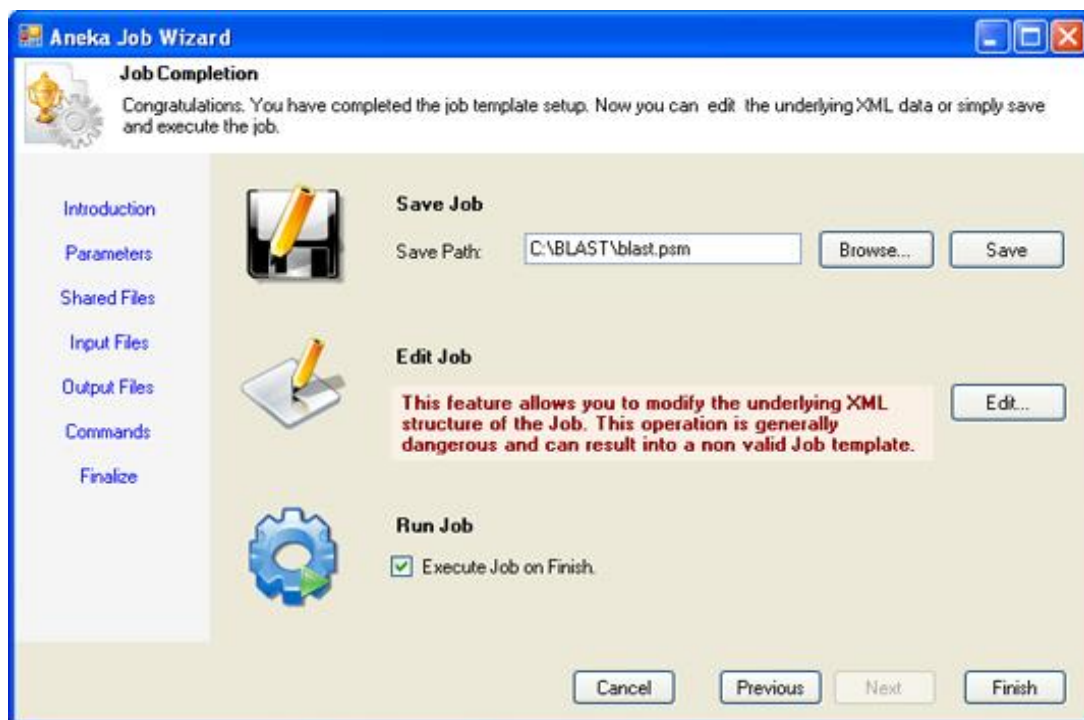 Aneka Job Wizard
Job Completion
Congratulations. You have completed the job template setup. Now you can edit the underlying XML data or simply save
and execute the job.
Introduction
Parameters
Shared Files
Input Files
Output Files
Commands
Finalize
Save Job
Save Path:
C:\BLAST\blast.psm
Browse...
Save
Edit Job
This feature allows you to modify the underlying XML
structure of the Job. This operation is generally
dangerous and can result into a non valid Job template.
Edit...
Run Job
Execute Job on Finish.
Cancel
Previous
Next
Finish